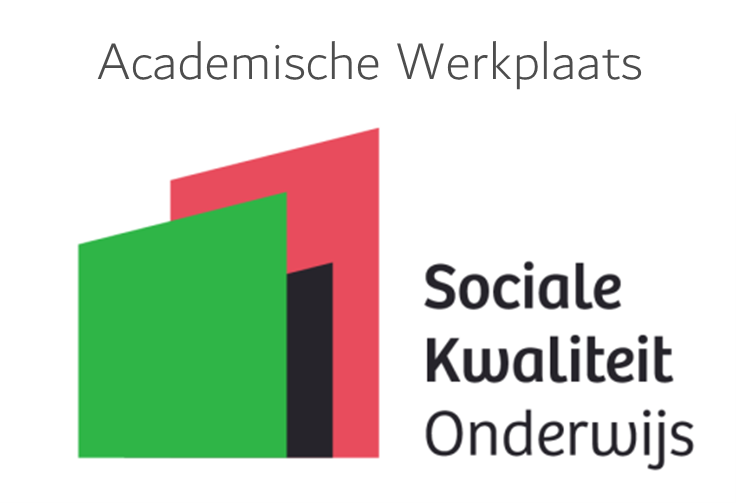 Academische Werkplaats
Sociale
Kwaliteit
Onderwijs